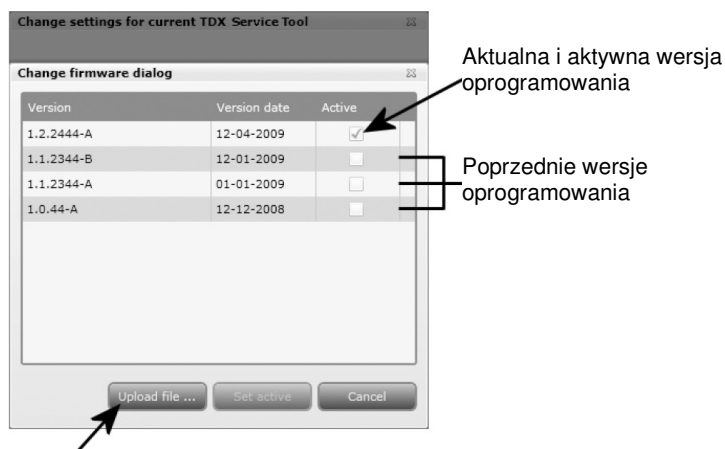 Change settings for current TDX Service Tool
Aktualna i aktywna wersja
oprogramowania
Change firmware dialog
Version Version date Active
1.2.2444-A 12-04-2009
1.1.2344-B 12-01-2009
1.1.2344-A 01-01-2009
1.0.44-A 12-12-2008
Poprzednie wersje
oprogramowania
Upload file ... Set active Cancel